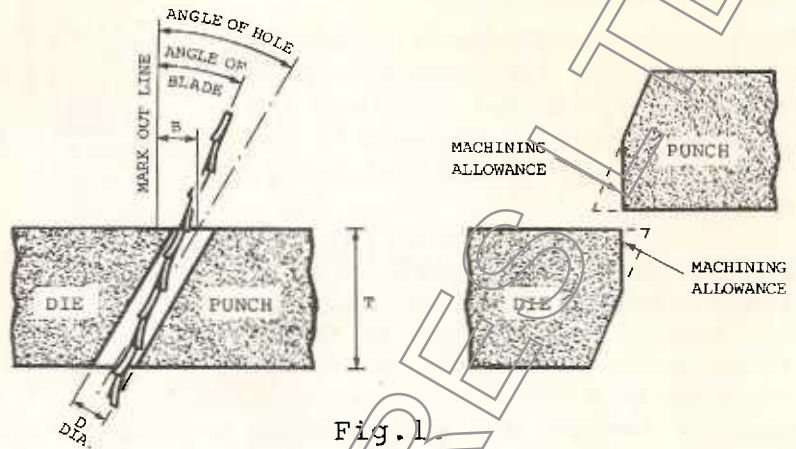 ANGLE OF HOLE
ANGLE OF
BLADE
MARK OUT LINE
B
DIE
PUNCH
T
D
DIA.
MACHINING
ALLOWANCE
PUNCH
DIE
MACHINING
ALLOWANCE
Fig.1.